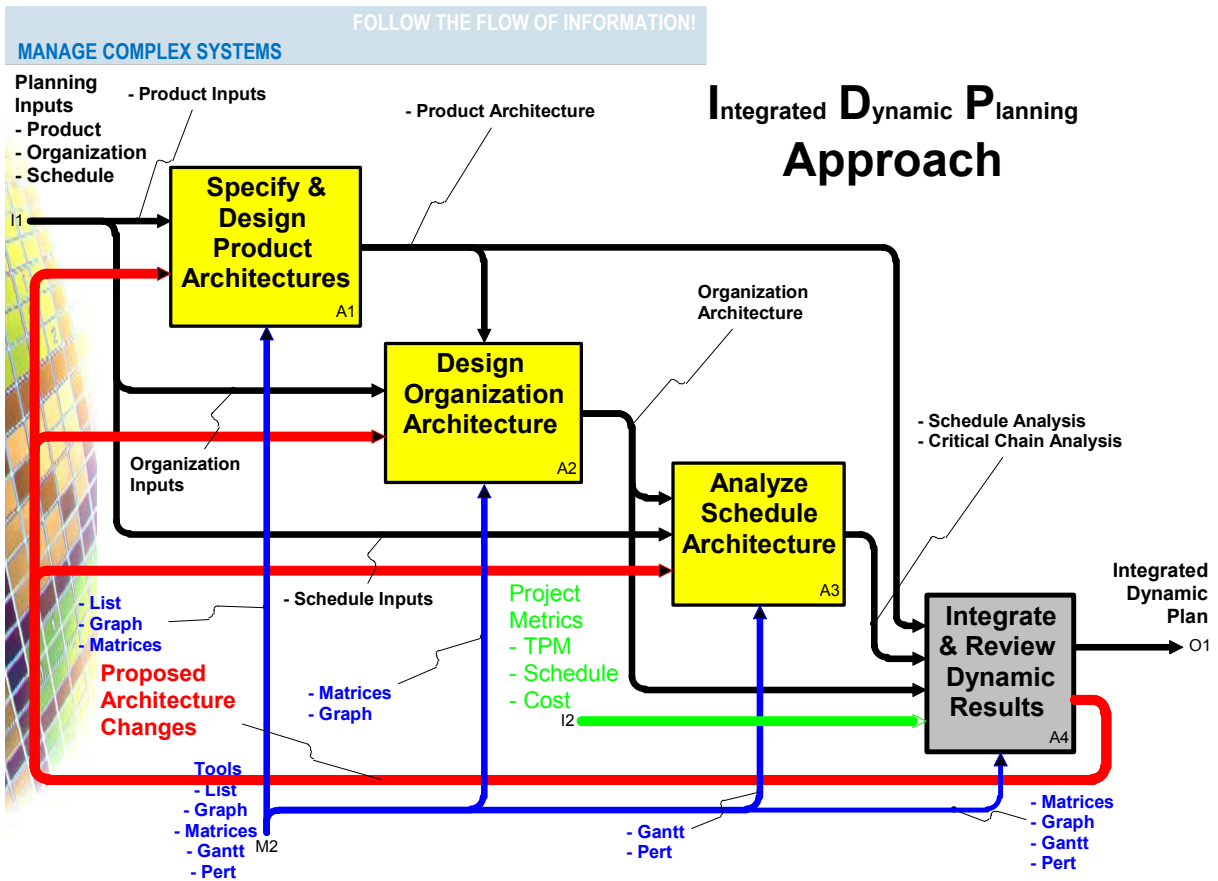 FOLLOW THE FLOW OF INFORMATION!
MANAGE COMPLEX SYSTEMS
Integrated Dynamic Planning
Approach
Planning
Inputs
- Product
- Organization
- Schedule
- Product Inputs
- Product Architecture
I1
Specify &
Design
Product
Architectures
A1
Organization
Architecture
Design
Organization
Architecture
A2
Organization
Inputs
- Schedule Analysis
- Critical Chain Analysis
Analyze
Schedule
Architecture
A3
- Schedule Inputs
- List
- Graph
- Matrices
Project
Metrics
- TPM
- Schedule
- Cost
I2
Integrated
Dynamic
Plan
O1
Integrate
& Review
Dynamic
Results
A4
Proposed
Architecture
Changes
- Matrices
- Graph
Tools
- List
- Graph
- Matrices
- Gantt
- Pert
M2
- Gantt
- Pert
- Matrices
- Graph
- Gantt
- Pert